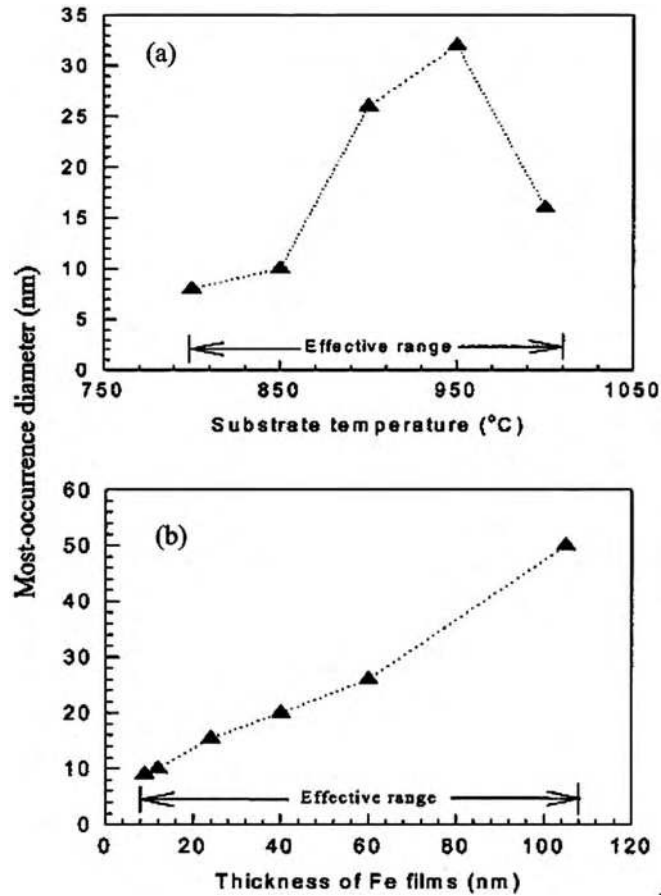 Most-occurrence diameter (nm)
(a)
35
30
25
20
15
10
5
0
Effective range
750 850 950 1050
Substrate temperature (°C)
(b)
60
50
40
30
20
10
0
Effective range
0 20 40 60 80 100 120
Thickness of Fe films (nm)